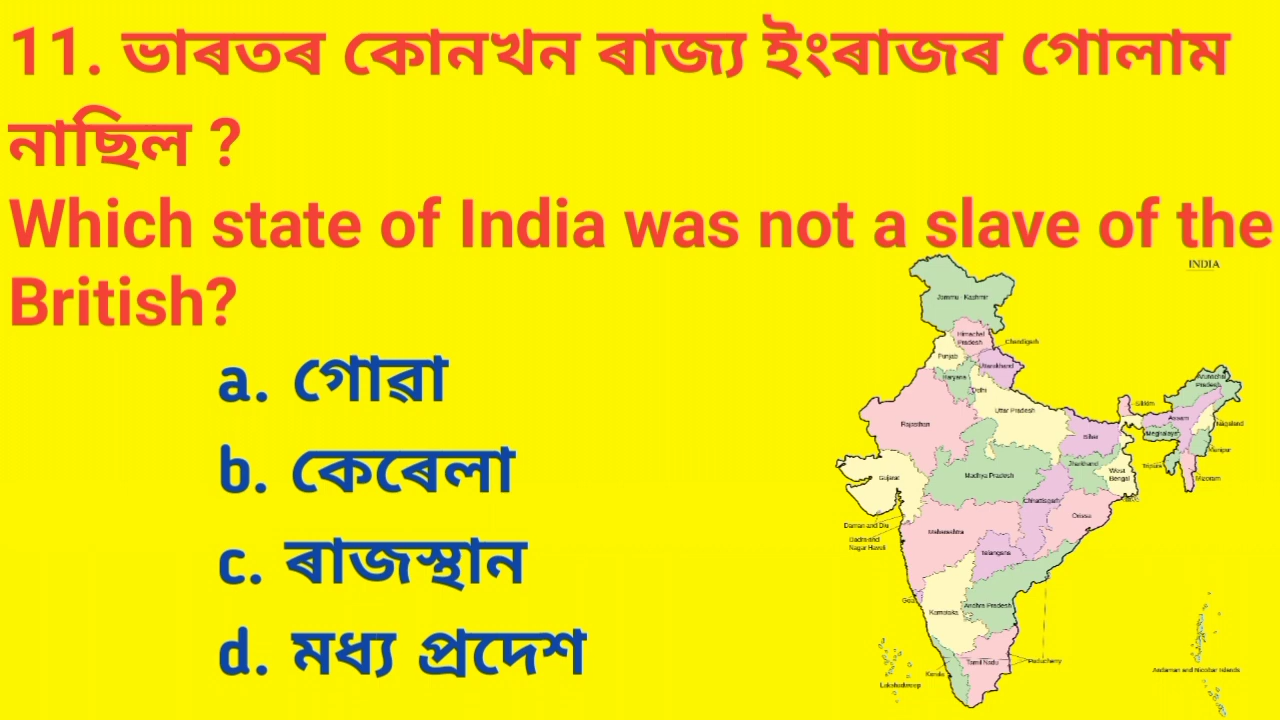 11. ভাৰতৰ কোনখন ৰাজ্য ইংৰাজৰ গোলাম
নাছিল ?
Which state of India was not a slave of the
British?
INDIA
a. গোৱা
b. কেৰেলা
c. ৰাজস্থান
d. মধ্য প্ৰদেশ
Jammu - Kashmir
Himachal
Pradesh
Chandigarh
Punjab
Uttarakhand
Haryana
Delhi
Arunachal
Pradesh
Sikkim
Uttar Pradesh
Rajasthan
Assam
Nagaland
Bihar
Meghalaya
Manipur
Jharkhand
Tripura
Gujarat
Madhya Pradesh
West
Bengal
Mizoram
Chhattisgarh
Orissa
Daman and Diu
Maharashtra
Dadra and
Nagar Haveli
Telangana
Goa
Karnataka
Andhra Pradesh
Tamil Nadu
Puducherry
Kerala
Lakshadweep
Andaman and Nicobar Islands